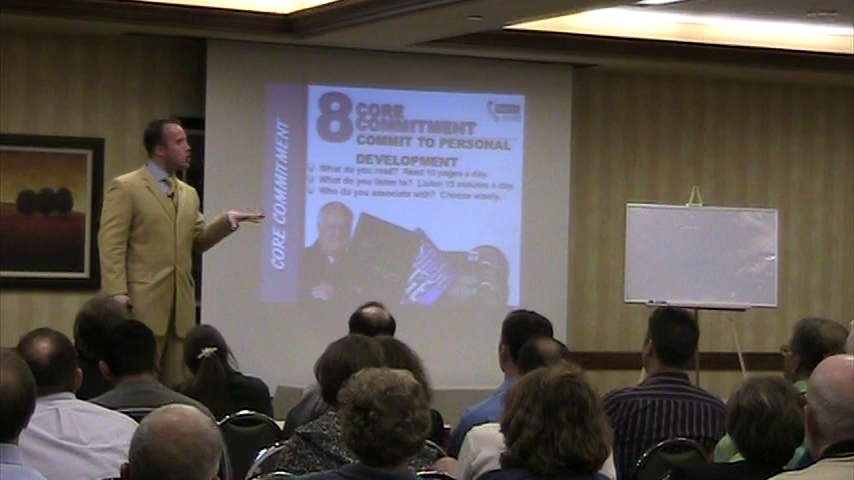 8 CORE
COMMITMENT
COMMIT TO PERSONAL
DEVELOPMENT
What do you read? Read 10 pages a day.
What do you listen to? Listen 15 minutes a day.
Who do you associate with? Choose wisely.
CORE COMMITMENT